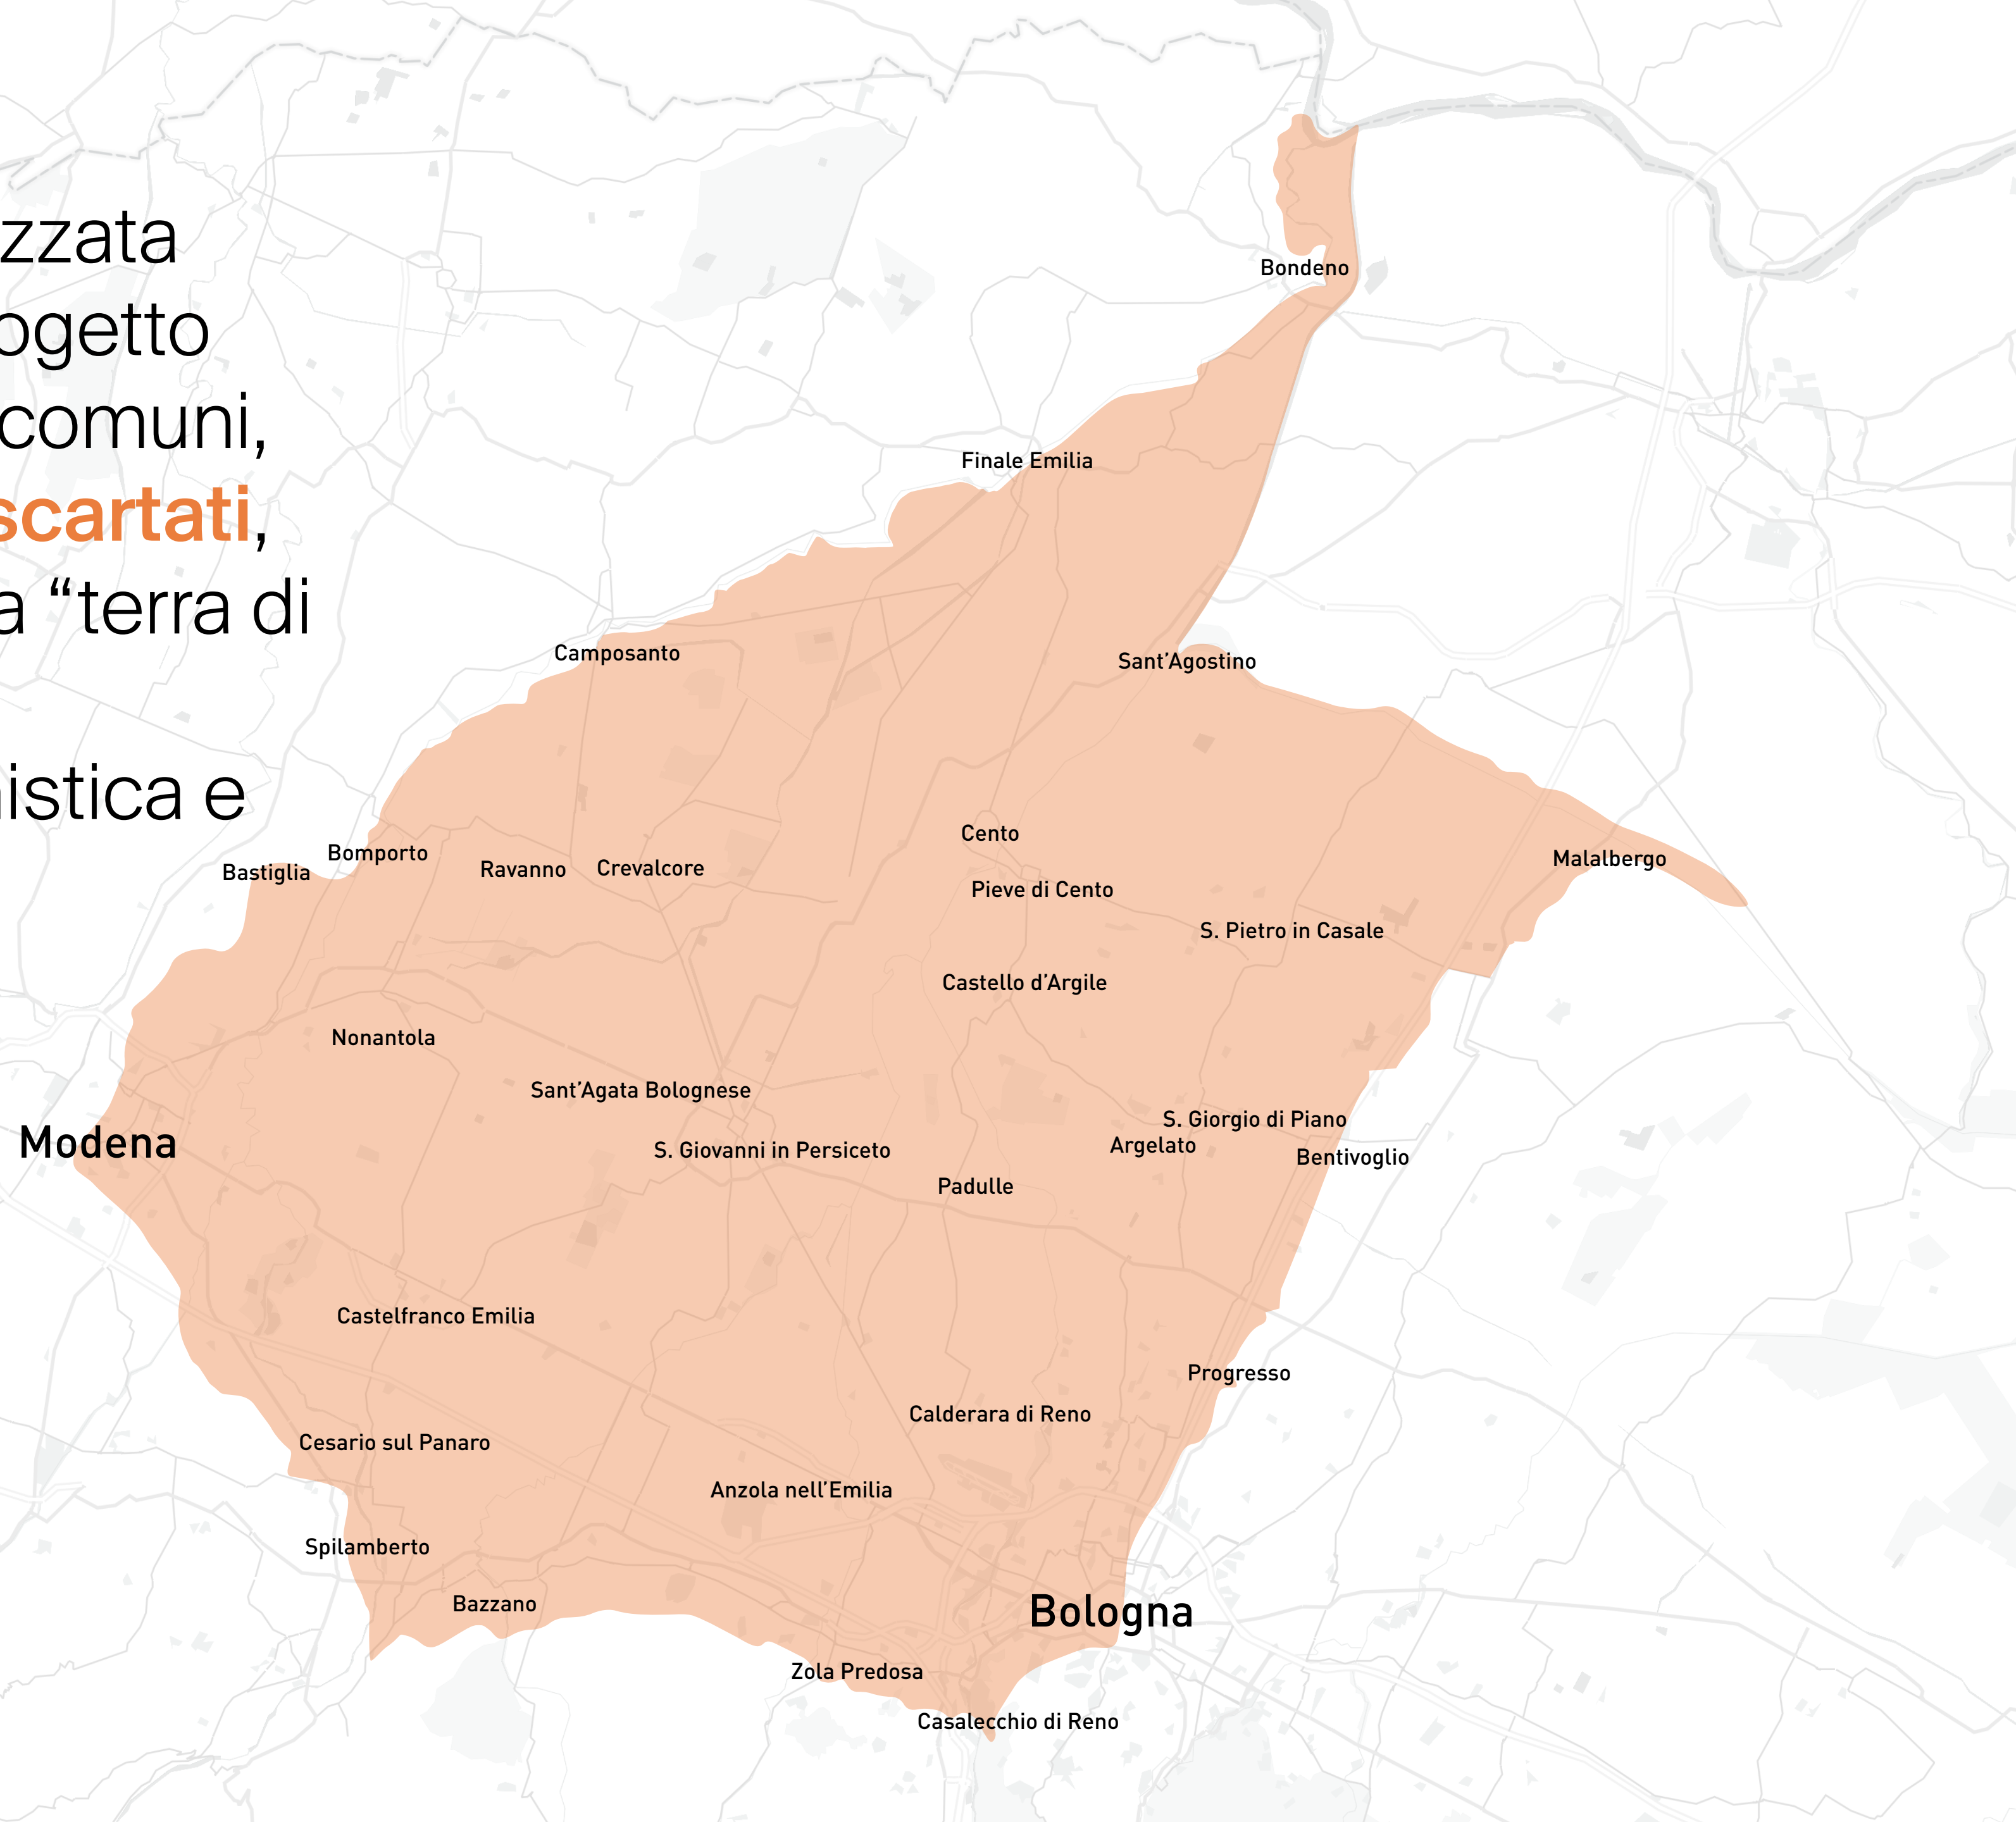 zzata
ogetto
comuni,
scartati,
a “terra di
istica e
Bondeno
Finale Emilia
Camposanto
Sant’Agostino
Cento
Bomporto
Bastiglia
Ravanno
Crevalcore
Malalbergo
Pieve di Cento
S. Pietro in Casale
Castello d’Argile
Nonantola
Sant’Agata Bolognese
S. Giorgio di Piano
Modena
S. Giovanni in Persiceto
Argelato
Bentivoglio
Padulle
Castelfranco Emilia
Progresso
Calderara di Reno
Cesario sul Panaro
Anzola nell’Emilia
Spilamberto
Bazzano
Bologna
Zola Predosa
Casalecchio di Reno